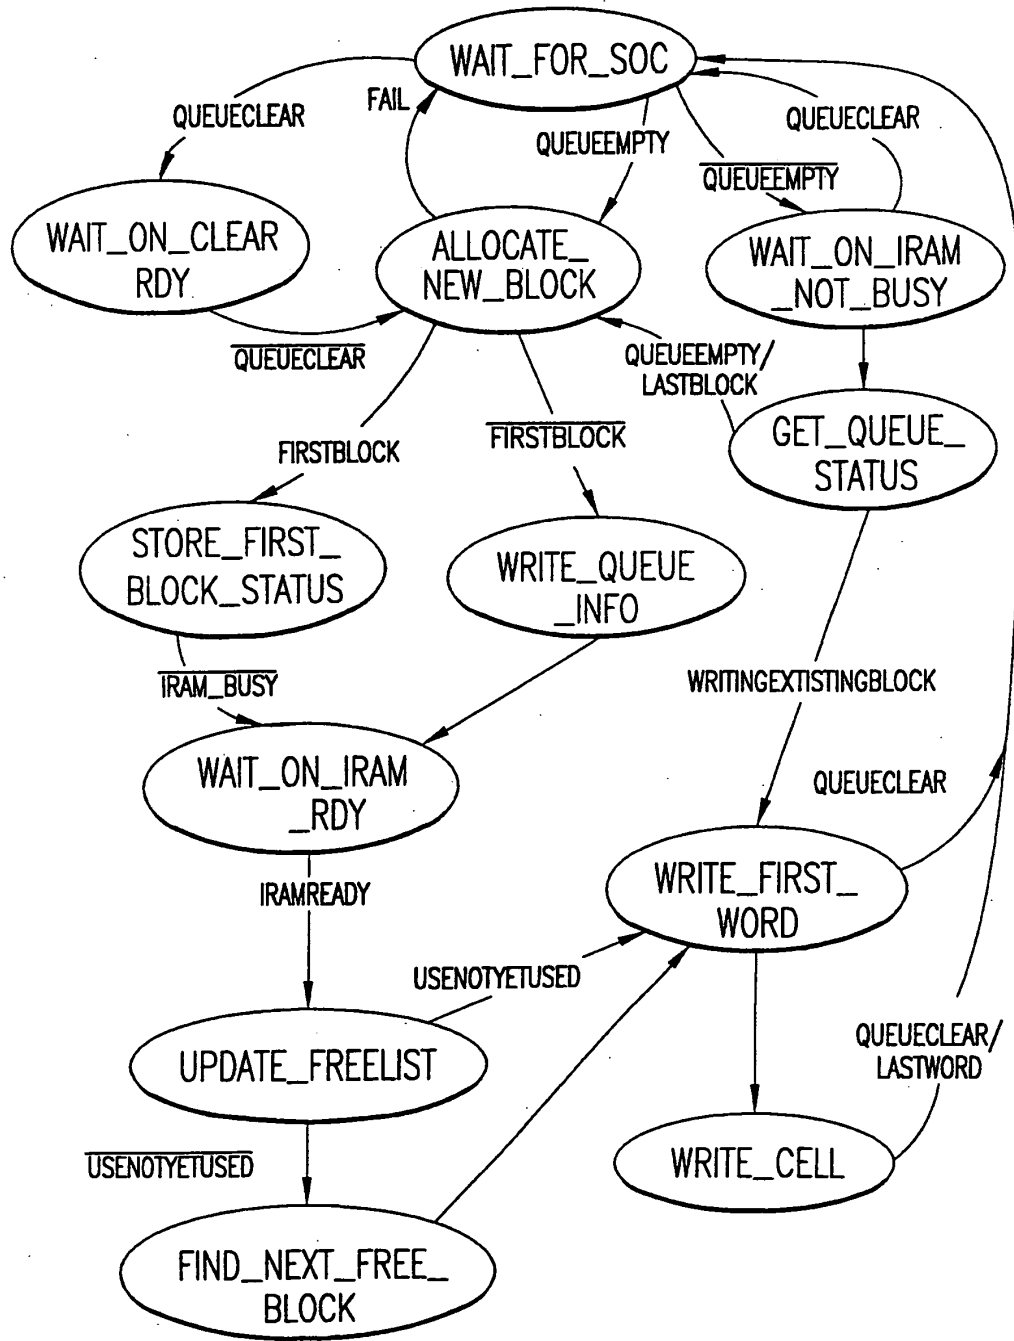 WAIT_FOR_SOC
FAIL
QUEUECLEAR
QUEUECLEAR
QUEUEEMPTY
QUEUEEMPTY
WAIT_ON_CLEAR
RDY
ALLOCATE_
NEW_BLOCK
WAIT_ON_IRAM
_NOT_BUSY
QUEUECLEAR
QUEUEEMPTY/
LASTBLOCK
FIRSTBLOCK
FIRSTBLOCK
GET_QUEUE_
STATUS
STORE_FIRST_
BLOCK_STATUS
WRITE_QUEUE
_INFO
IRAM_BUSY
WRITINGEXTISTINGBLOCK
WAIT_ON_IRAM
_RDY
QUEUECLEAR
IRAMREADY
WRITE_FIRST_
WORD
USENOTYETUSED
UPDATE_FREELIST
QUEUECLEAR/
LASTWORD
USENOTYETUSED
WRITE_CELL
FIND_NEXT_FREE_
BLOCK